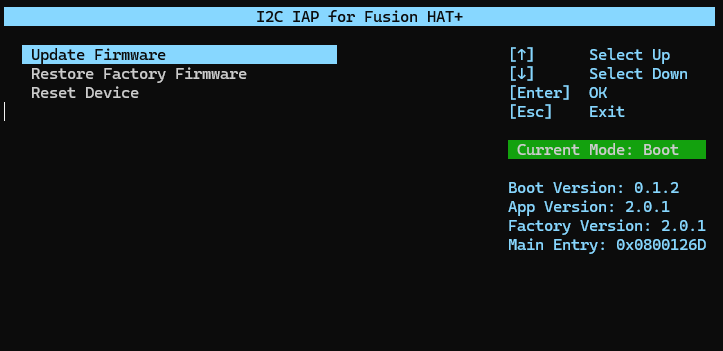 I2C IAP for Fusion HAT+
Update Firmware
Restore Factory Firmware
Reset Device
[↑] Select Up
[↓] Select Down
[Enter] OK
[Esc] Exit
Current Mode: Boot
Boot Version: 0.1.2
App Version: 2.0.1
Factory Version: 2.0.1
Main Entry: 0x0800126D